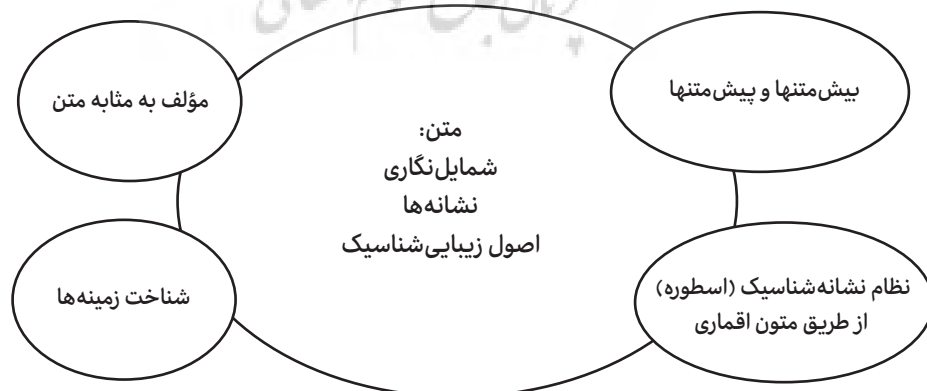 بیش‌متنها و پیش‌متنها
مؤلف به مثابه متن
متن:
شمایل‌نگاری
نشانه‌ها
اصول زیبایی‌شناسیک
نظام نشانه‌شناسیک (اسطوره)
از طریق متون اقماری
شناخت زمینه‌ها